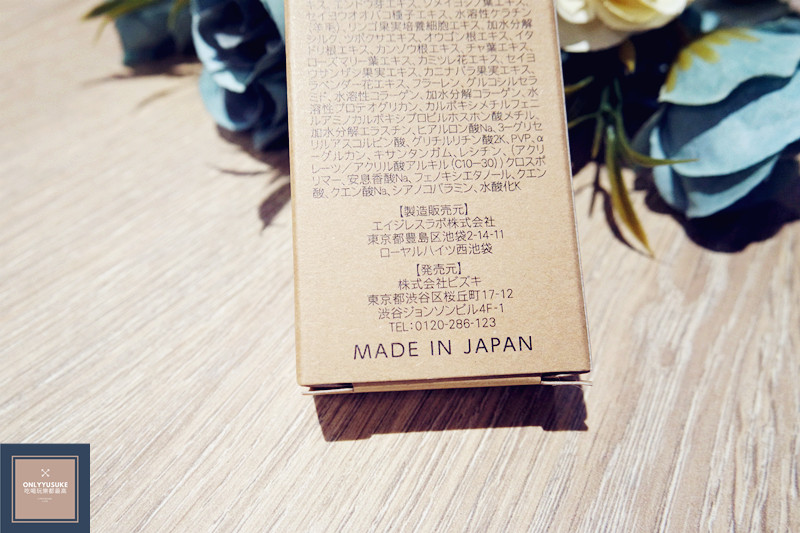 キス、エンドウ芽エキス、ソメイヨシノ葉エキス、
セイヨウオオバコ種子エキス、水溶性ケラチン
(羊果)、リンゴ果実培養細胞エキス、加水分解
ダルリ、ボタンエキス、オウゴン根エキス、イタ
ドリ根エキス、カンゾウ根エキス、チャ葉エキス、
ローズマリー葉エキス、カミツレ花エキス、セイヨ
ウサンザシ果実エキス、カニナバラ果実エキス、
ラベンダー花エキス、フラーレン、グルコシルセラ
ミド、水溶性コラーゲン、加水分解コラーゲン、水
溶性プロテオグリカン、カルボキシメチルフェニ
ルアミノカルボキシプロピルホスホン酸メチル、
加水分解エラスチン、ヒアルロン酸Na、3-グリセ
リルアスコルビン酸、グリチルリチン酸2K、PVP、α
ーグルカン、キサンタンガム、レシチン、(アクリ
レーツ/アクリル酸アルキル(C10-30))クロスポ
リマー、安息香酸Na、フェノキシエタノール、クエン
酸、クエン酸Na、シアノコバラミン、水酸化K
【製造販売元】
エイジレスラボ株式会社
東京都豊島区池袋2-14-11
ローヤルハイツ西池袋
【発売元】
株式会社ビズキ
東京都渋谷区桜丘町17-12
渋谷ジョンソンビル4F-1
TEL:0120-286-123
MADE IN JAPAN
ONLYYUSUKE
吃喝玩樂都最衰